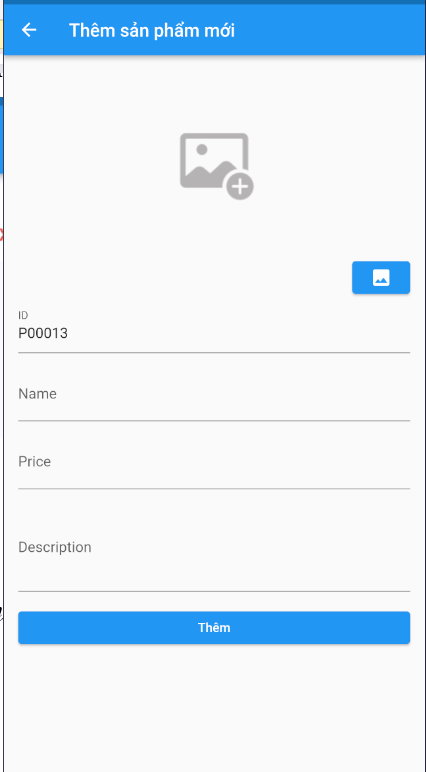 Thêm sản phẩm mới
ID
P00013
Name
Price
Description
Thêm